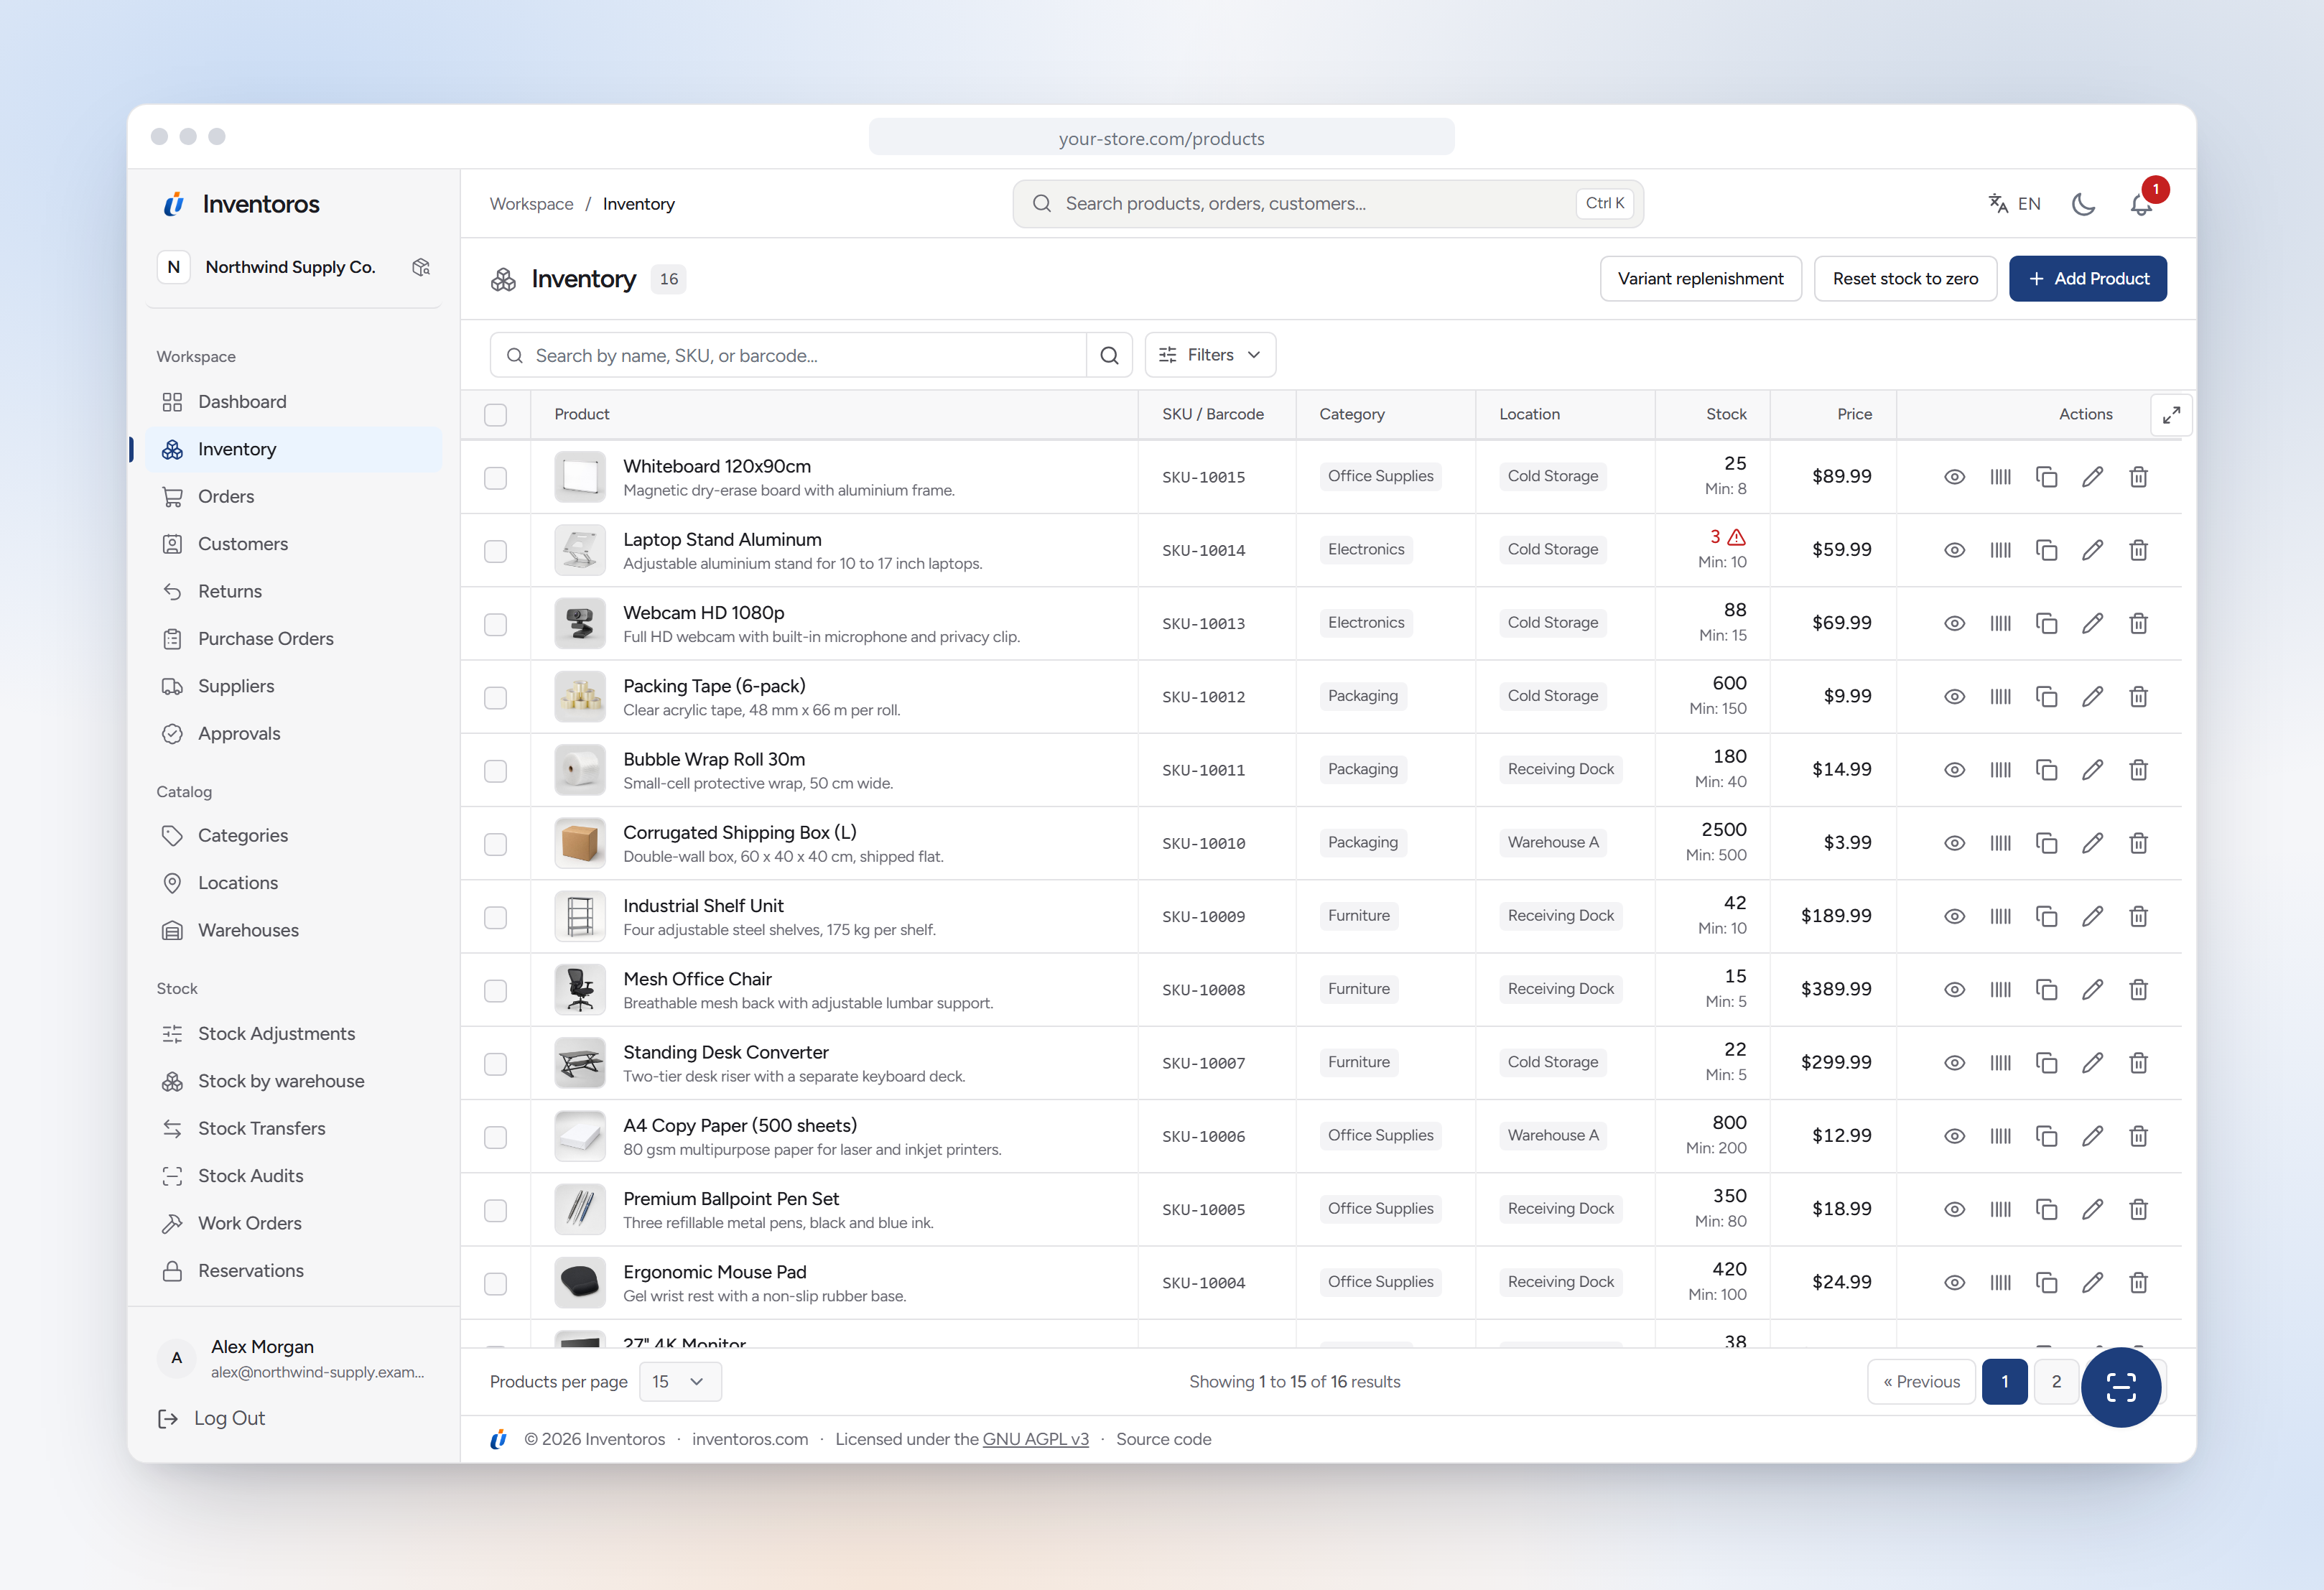 your-store.com/products
Inventoros
Workspace / Inventory
Search products, orders, customers...
Ctrl K
EN
1
N
Northwind Supply Co.
Inventory 16
Variant replenishment
Reset stock to zero
Add Product
Search by name, SKU, or barcode...
Filters
Workspace
Dashboard
Inventory
Orders
Customers
Returns
Purchase Orders
Suppliers
Approvals
Catalog
Categories
Locations
Warehouses
Stock
Stock Adjustments
Stock by warehouse
Stock Transfers
Stock Audits
Work Orders
Reservations
A
Alex Morgan
alex@northwind-supply.exam...
Log Out
Product SKU / Barcode Category Location Stock Price Actions
Whiteboard 120x90cm
Magnetic dry-erase board with aluminium frame.
SKU-10015 Office Supplies Cold Storage 25 Min: 8 $89.99
Laptop Stand Aluminum
Adjustable aluminium stand for 10 to 17 inch laptops.
SKU-10014 Electronics Cold Storage 3 Min: 10 $59.99
Webcam HD 1080p
Full HD webcam with built-in microphone and privacy clip.
SKU-10013 Electronics Cold Storage 88 Min: 15 $69.99
Packing Tape (6-pack)
Clear acrylic tape, 48 mm x 66 m per roll.
SKU-10012 Packaging Cold Storage 600 Min: 150 $9.99
Bubble Wrap Roll 30m
Small-cell protective wrap, 50 cm wide.
SKU-10011 Packaging Receiving Dock 180 Min: 40 $14.99
Corrugated Shipping Box (L)
Double-wall box, 60 x 40 x 40 cm, shipped flat.
SKU-10010 Packaging Warehouse A 2500 Min: 500 $3.99
Industrial Shelf Unit
Four adjustable steel shelves, 175 kg per shelf.
SKU-10009 Furniture Receiving Dock 42 Min: 10 $189.99
Mesh Office Chair
Breathable mesh back with adjustable lumbar support.
SKU-10008 Furniture Receiving Dock 15 Min: 5 $389.99
Standing Desk Converter
Two-tier desk riser with a separate keyboard deck.
SKU-10007 Furniture Cold Storage 22 Min: 5 $299.99
A4 Copy Paper (500 sheets)
80 gsm multipurpose paper for laser and inkjet printers.
SKU-10006 Office Supplies Warehouse A 800 Min: 200 $12.99
Premium Ballpoint Pen Set
Three refillable metal pens, black and blue ink.
SKU-10005 Office Supplies Receiving Dock 350 Min: 80 $18.99
Ergonomic Mouse Pad
Gel wrist rest with a non-slip rubber base.
SKU-10004 Office Supplies Receiving Dock 420 Min: 100 $24.99
27" 4K Monitor 38
Products per page 15
Showing 1 to 15 of 16 results
« Previous 1 2
© 2026 Inventoros · inventoros.com · Licensed under the GNU AGPL v3 · Source code